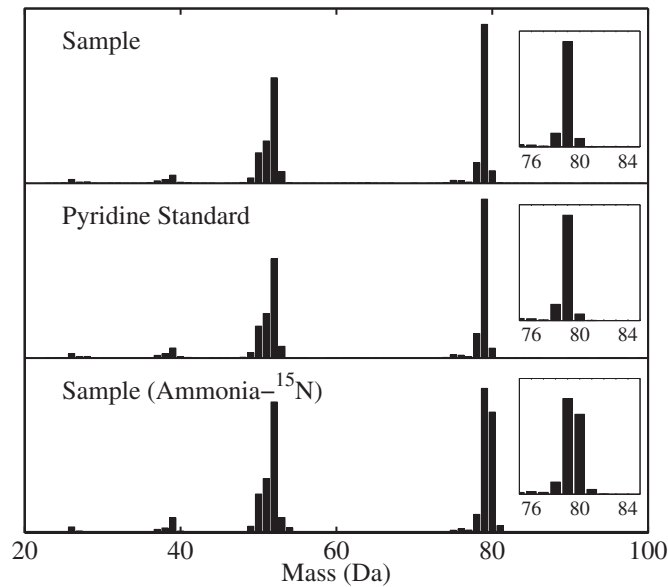 Sample
76 80 84
Pyridine Standard
76 80 84
Sample (Ammonia–¹⁵N)
76 80 84
20 40 60 80 100
Mass (Da)